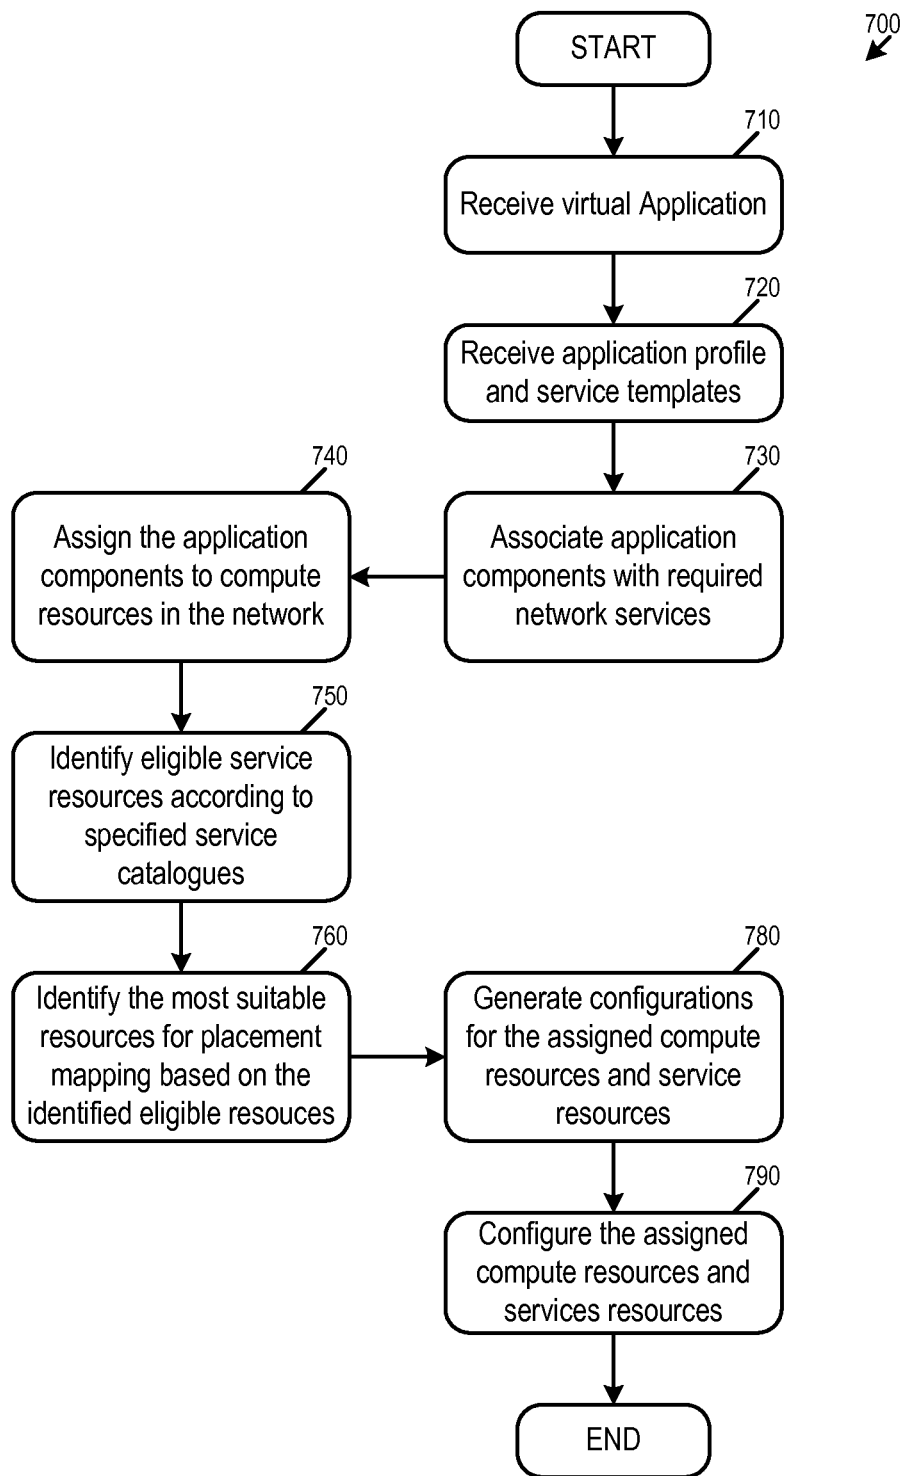 700
START
710
Receive virtual Application
720
Receive application profile
and service templates
730
Associate application
components with required
network services
740
Assign the application
components to compute
resources in the network
750
Identify eligible service
resources according to
specified service
catalogues
760
Identify the most suitable
resources for placement
mapping based on the
identified eligible resouces
780
Generate configurations
for the assigned compute
resources and service
resources
790
Configure the assigned
compute resources and
services resources
END